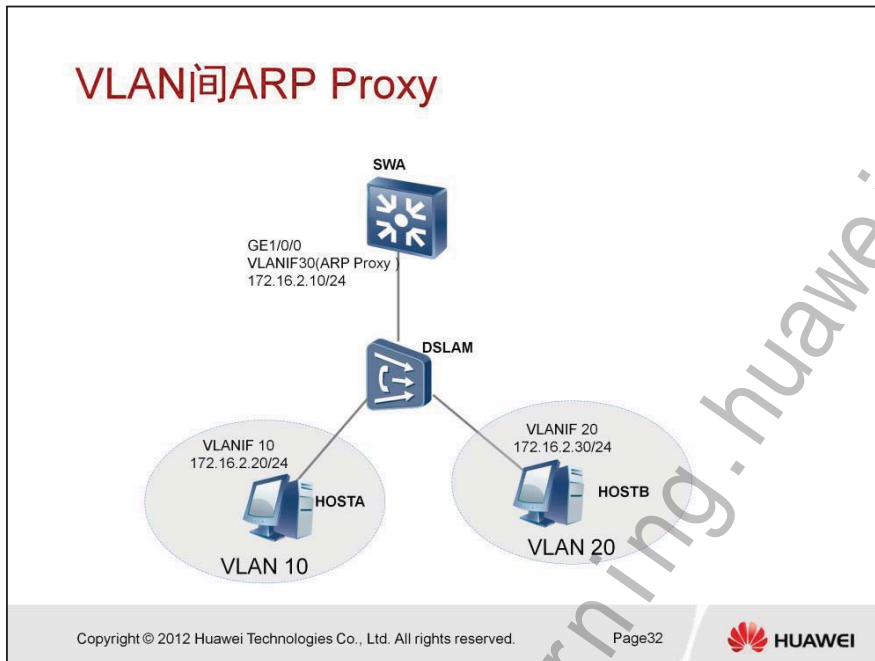 VLAN间ARP Proxy
SWA
GE1/0/0
VLANIF30(ARP Proxy )
172.16.2.10/24
DSLAM
VLANIF 10
172.16.2.20/24
HOSTA
VLAN 10
VLANIF 20
172.16.2.30/24
HOSTB
VLAN 20
Copyright © 2012 Huawei Technologies Co., Ltd. All rights reserved.
Page32
HUAWEI
rning.huawei.